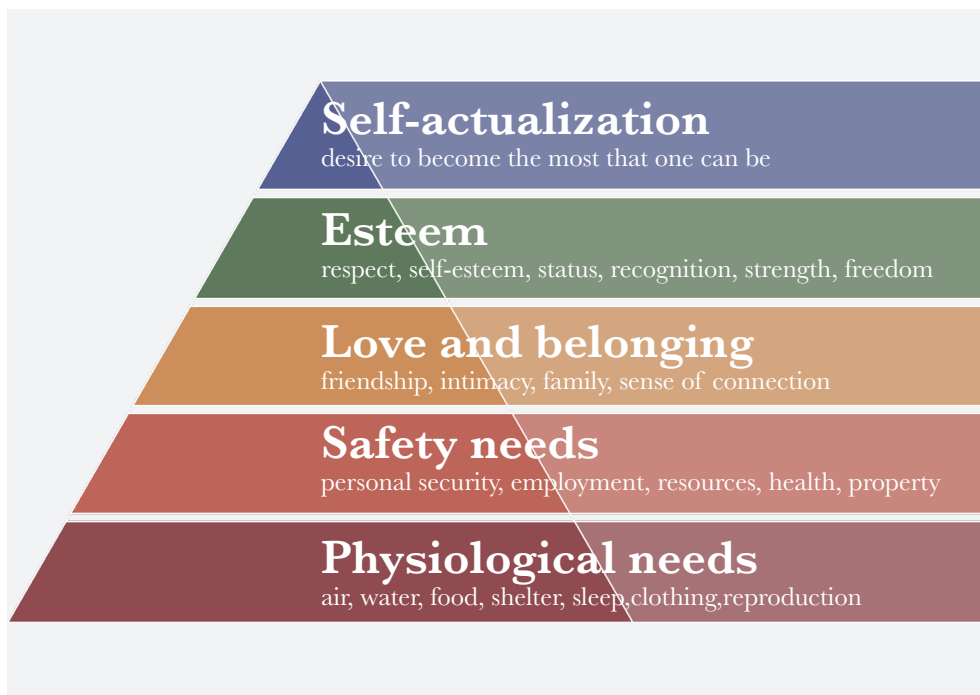 Self-actualization
desire to become the most that one can be
Esteem
respect, self-esteem, status, recognition, strength, freedom
Love and belonging
friendship, intimacy, family, sense of connection
Safety needs
personal security, employment, resources, health, property
Physiological needs
air, water, food, shelter, sleep,clothing,reproduction